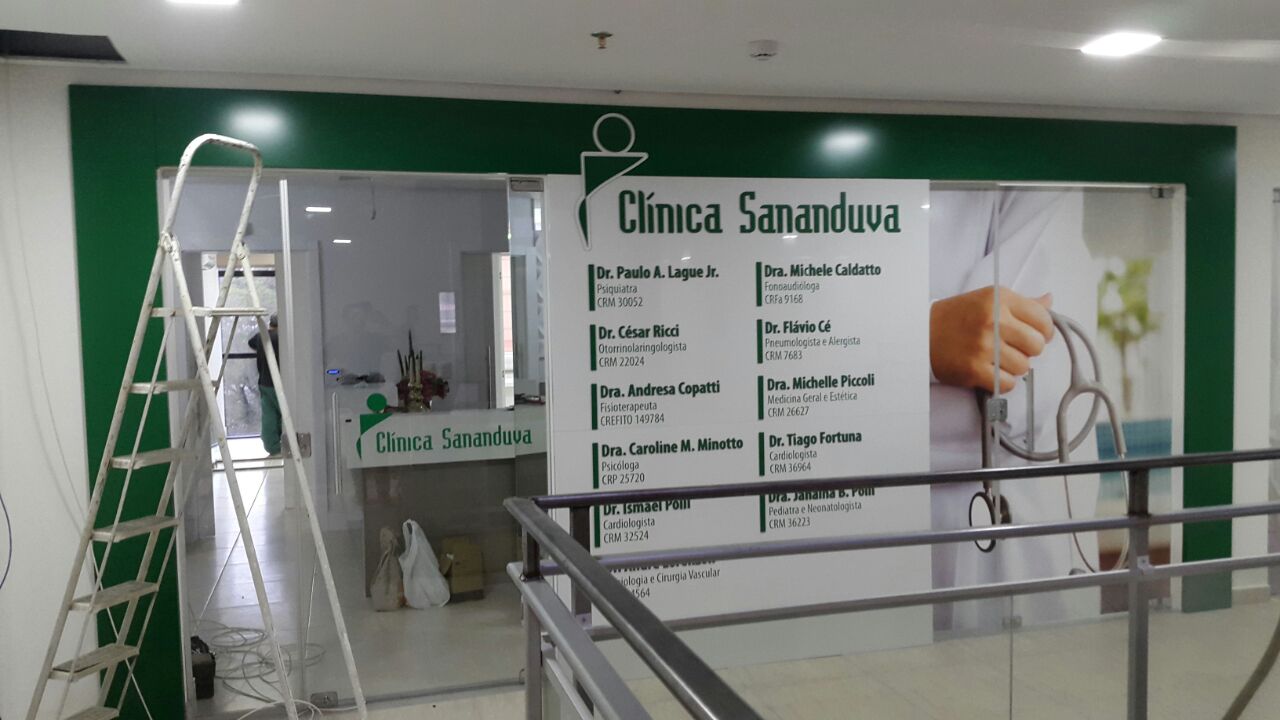 Clínica Sananduva
Dr. Paulo A. Lague Jr.
Psiquiatra
CRM 30052
Dr. César Ricci
Otorrinolaringologista
CRM 22024
Dra. Andresa Copatti
Fisioterapeuta
CREFITO 149784
Dra. Caroline M. Minotto
Psicóloga
CRP 25720
Dr. Ismael Polli
Cardiologista
CRM 32524
e Cirurgia Vascular
Dra. Michele Caldatto
Fonoaudióloga
CRFa 9168
Dr. Flávio Cé
Pneumologista e Alergista
CRM 7683
Dra. Michelle Piccoli
Medicina Geral e Estética
CRM 26627
Dr. Tiago Fortuna
Cardiologista
CRM 36964
Dra. Janaina B. Polli
Pediatra e Neonatologista
CRM 36223
Clínica Sananduva